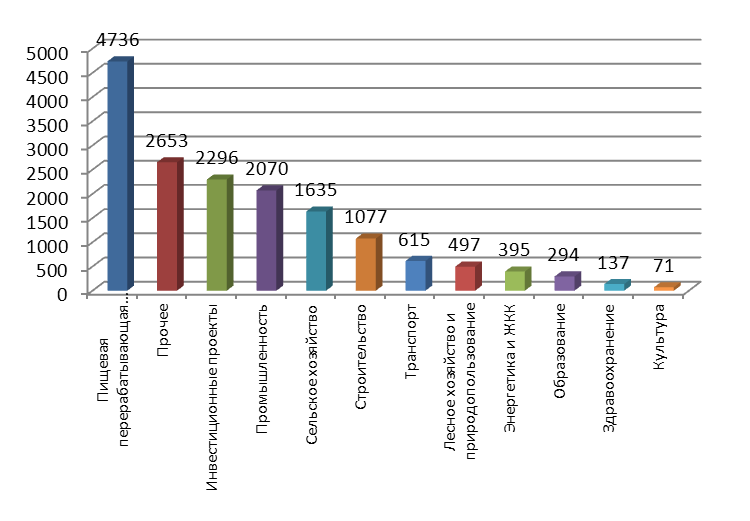 4736
5000
4500
4000
3500
3000
2500
2000
1500
1000
500
0
2653
2296
2070
1635
1077
615
497
395
294
137
71
Пищевая
перерабатывающая…
Прочее
Инвестиционные проекты
Промышленность
Сельское хозяйство
Строительство
Транспорт
Лесное хозяйство и
природопользование
Энергетика и ЖКК
Образование
Здравоохранение
Культура